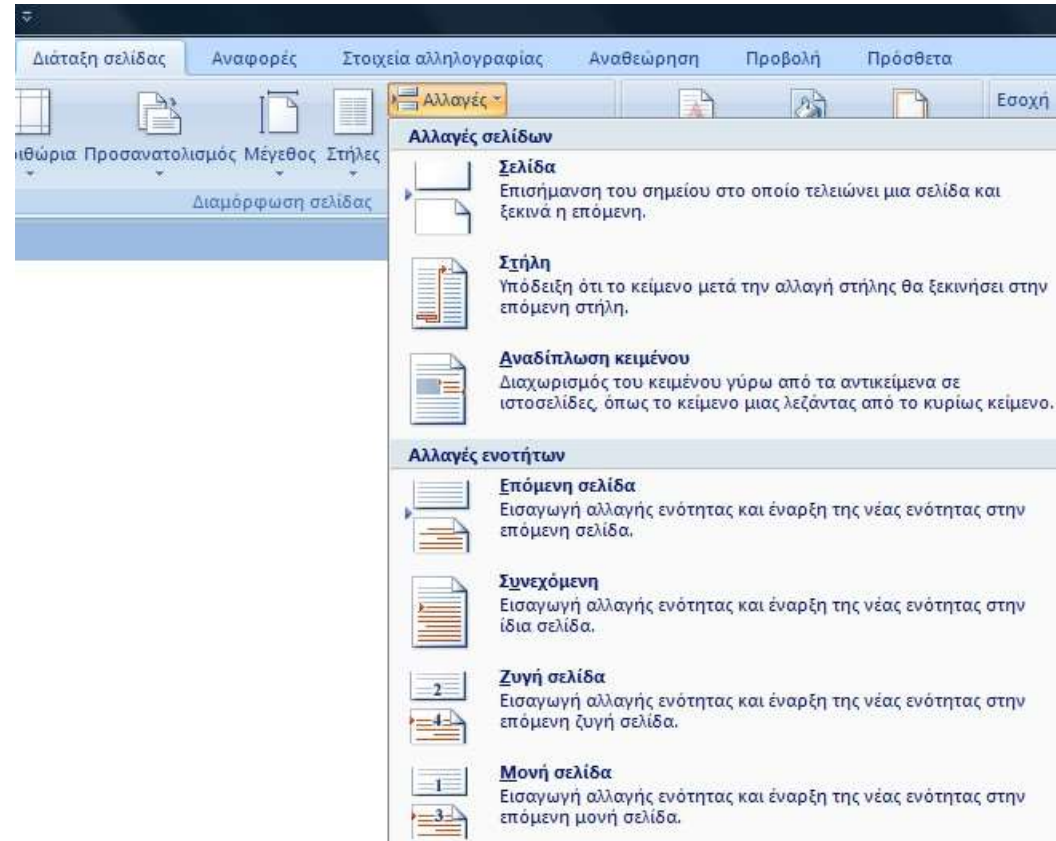 Διάταξη σελίδας Αναφορές Στοιχεία αλληλογραφίας Αναθεώρηση Προβολή Πρόσθετα
Αλλαγές Εσοχή
ιθώρια Προσανατολισμός Μέγεθος Στήλες
Διαμόρφωση σελίδας
Αλλαγές σελίδων
Σελίδα
Επισήμανση του σημείου στο οποίο τελειώνει μια σελίδα και
ξεκινά η επόμενη.
Στήλη
Υπόδειξη ότι το κείμενο μετά την αλλαγή στήλης θα ξεκινήσει στην
επόμενη στήλη.
Αναδίπλωση κειμένου
Διαχωρισμός του κειμένου γύρω από τα αντικείμενα σε
ιστοσελίδες, όπως το κείμενο μιας λεζάντας από το κυρίως κείμενο.
Αλλαγές ενοτήτων
Επόμενη σελίδα
Εισαγωγή αλλαγής ενότητας και έναρξη της νέας ενότητας στην
επόμενη σελίδα.
Συνεχόμενη
Εισαγωγή αλλαγής ενότητας και έναρξη της νέας ενότητας στην
ίδια σελίδα.
2
4
Ζυγή σελίδα
Εισαγωγή αλλαγής ενότητας και έναρξη της νέας ενότητας στην
επόμενη ζυγή σελίδα.
1
3
Μονή σελίδα
Εισαγωγή αλλαγής ενότητας και έναρξη της νέας ενότητας στην
επόμενη μονή σελίδα.